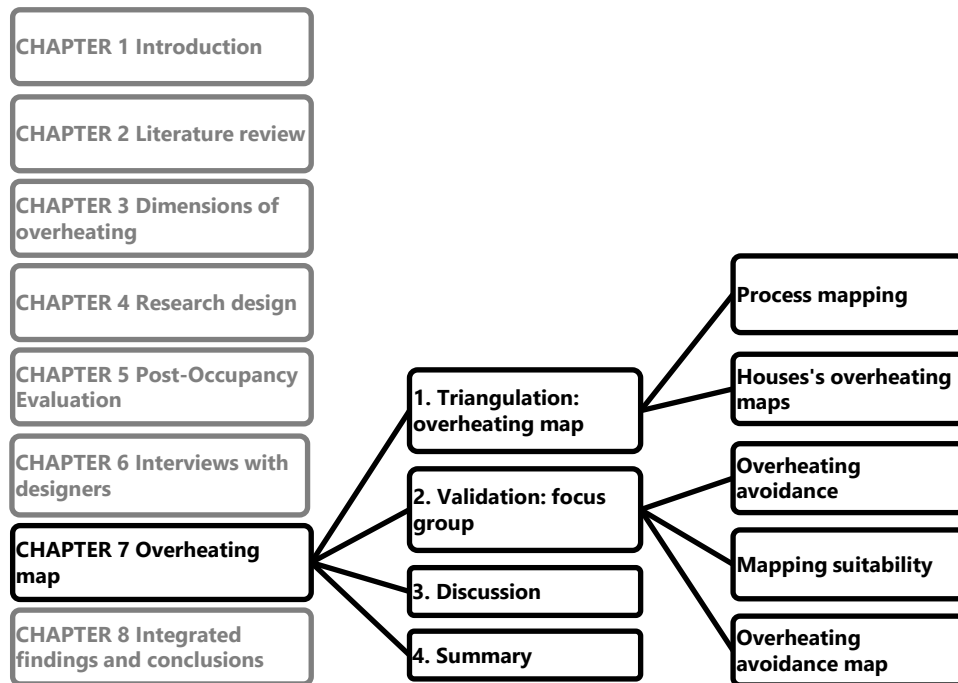 CHAPTER 1 Introduction
CHAPTER 2 Literature review
CHAPTER 3 Dimensions of
overheating
CHAPTER 4 Research design
CHAPTER 5 Post-Occupancy
Evaluation
CHAPTER 6 Interviews with
designers
CHAPTER 7 Overheating
map
CHAPTER 8 Integrated
findings and conclusions
1. Triangulation:
overheating map
2. Validation: focus
group
3. Discussion
4. Summary
Process mapping
Houses's overheating
maps
Overheating
avoidance
Mapping suitability
Overheating
avoidance map